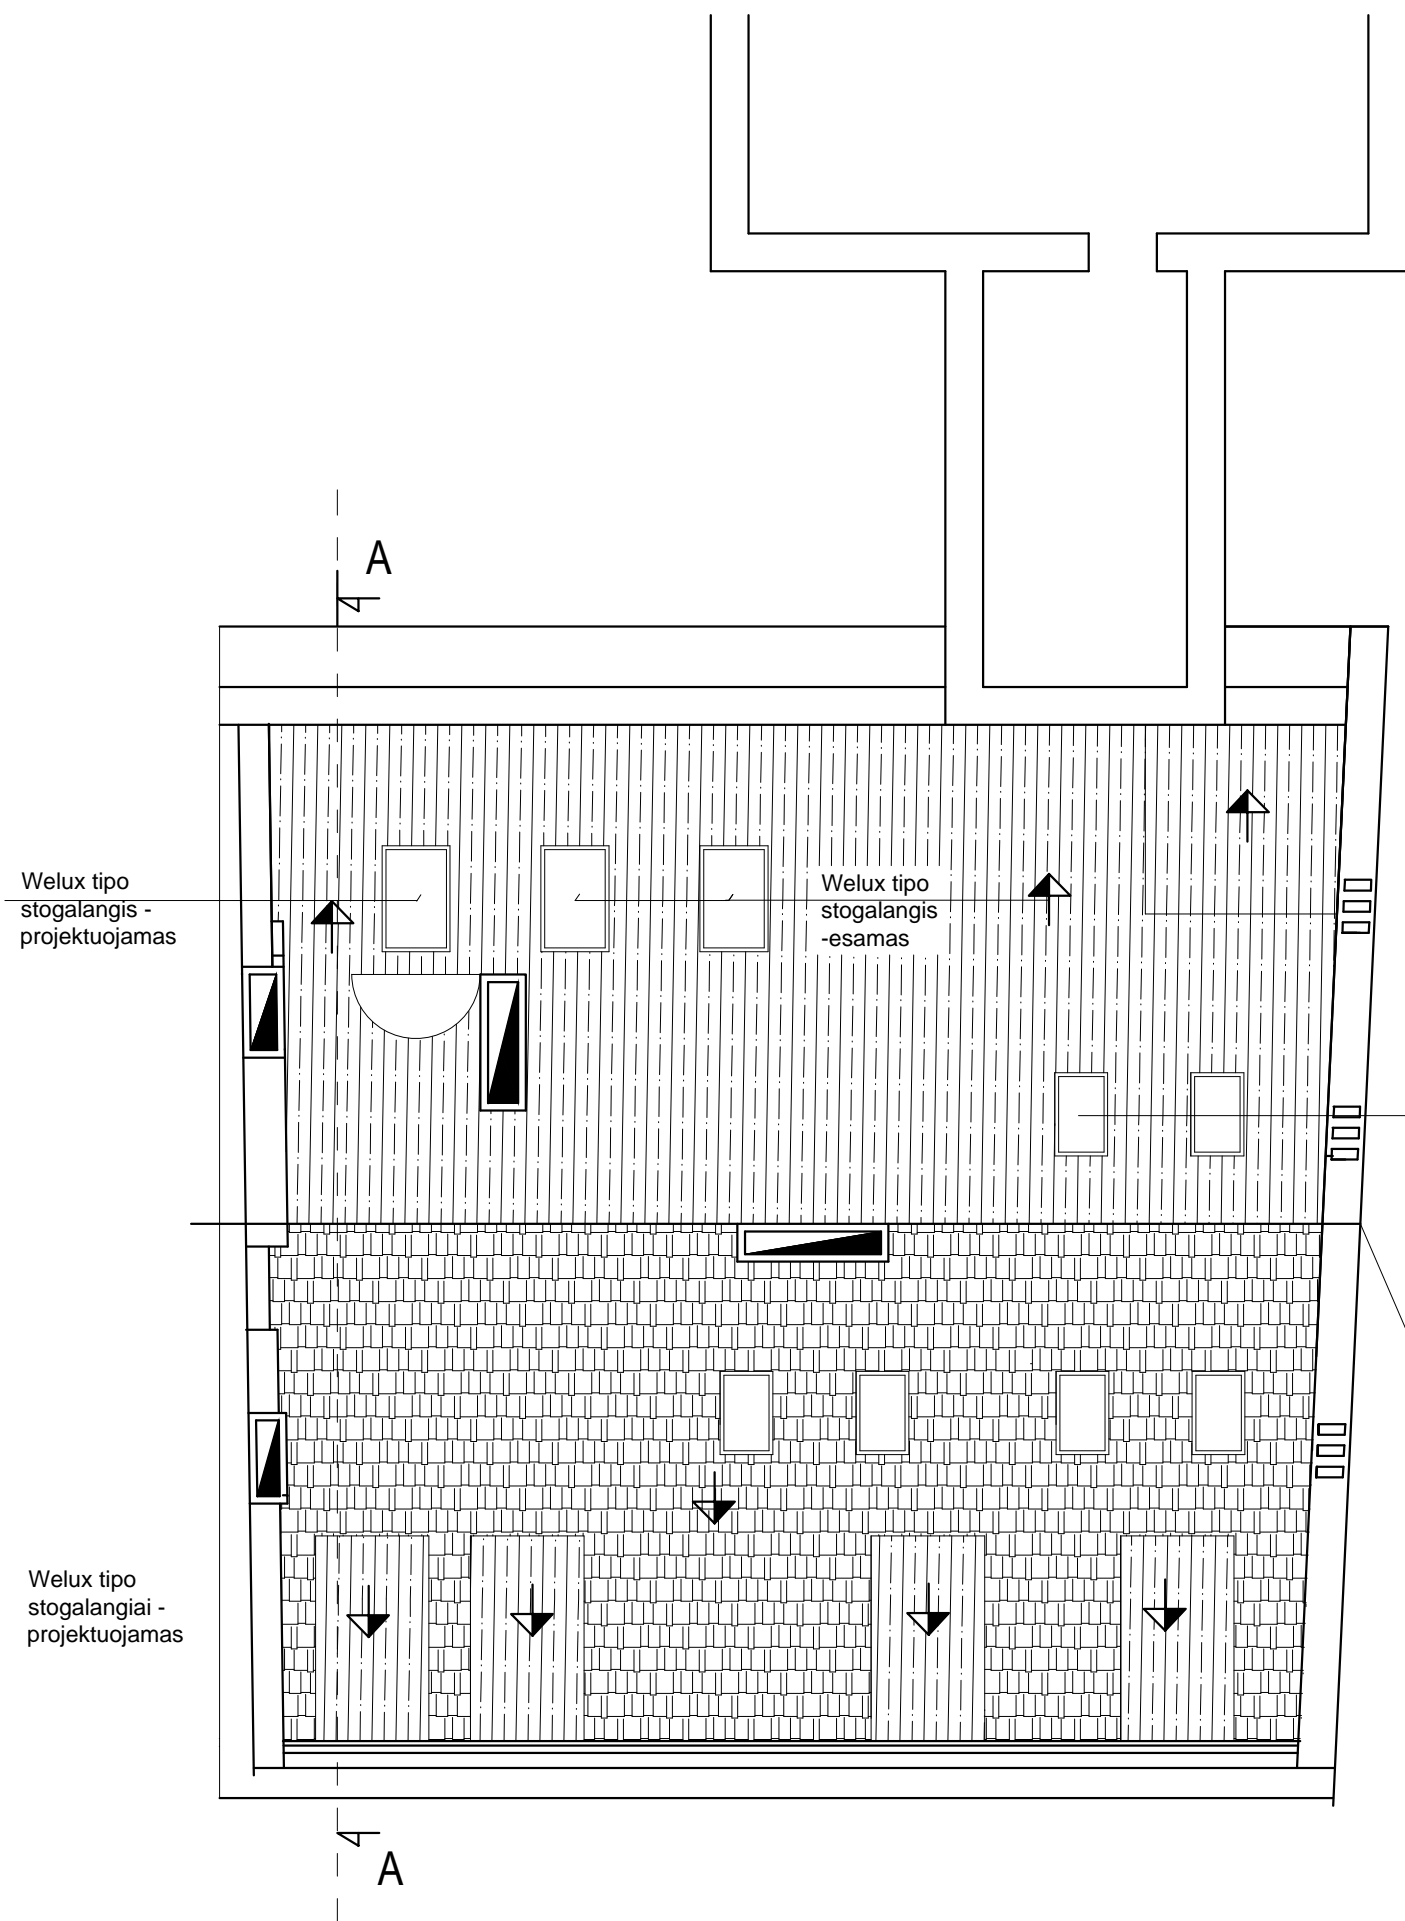 A
Welux tipo
stogalangis -
projektuojamas
Welux tipo
stogalangis
-esamas
Welux tipo
stogalangiai -
projektuojamas
A